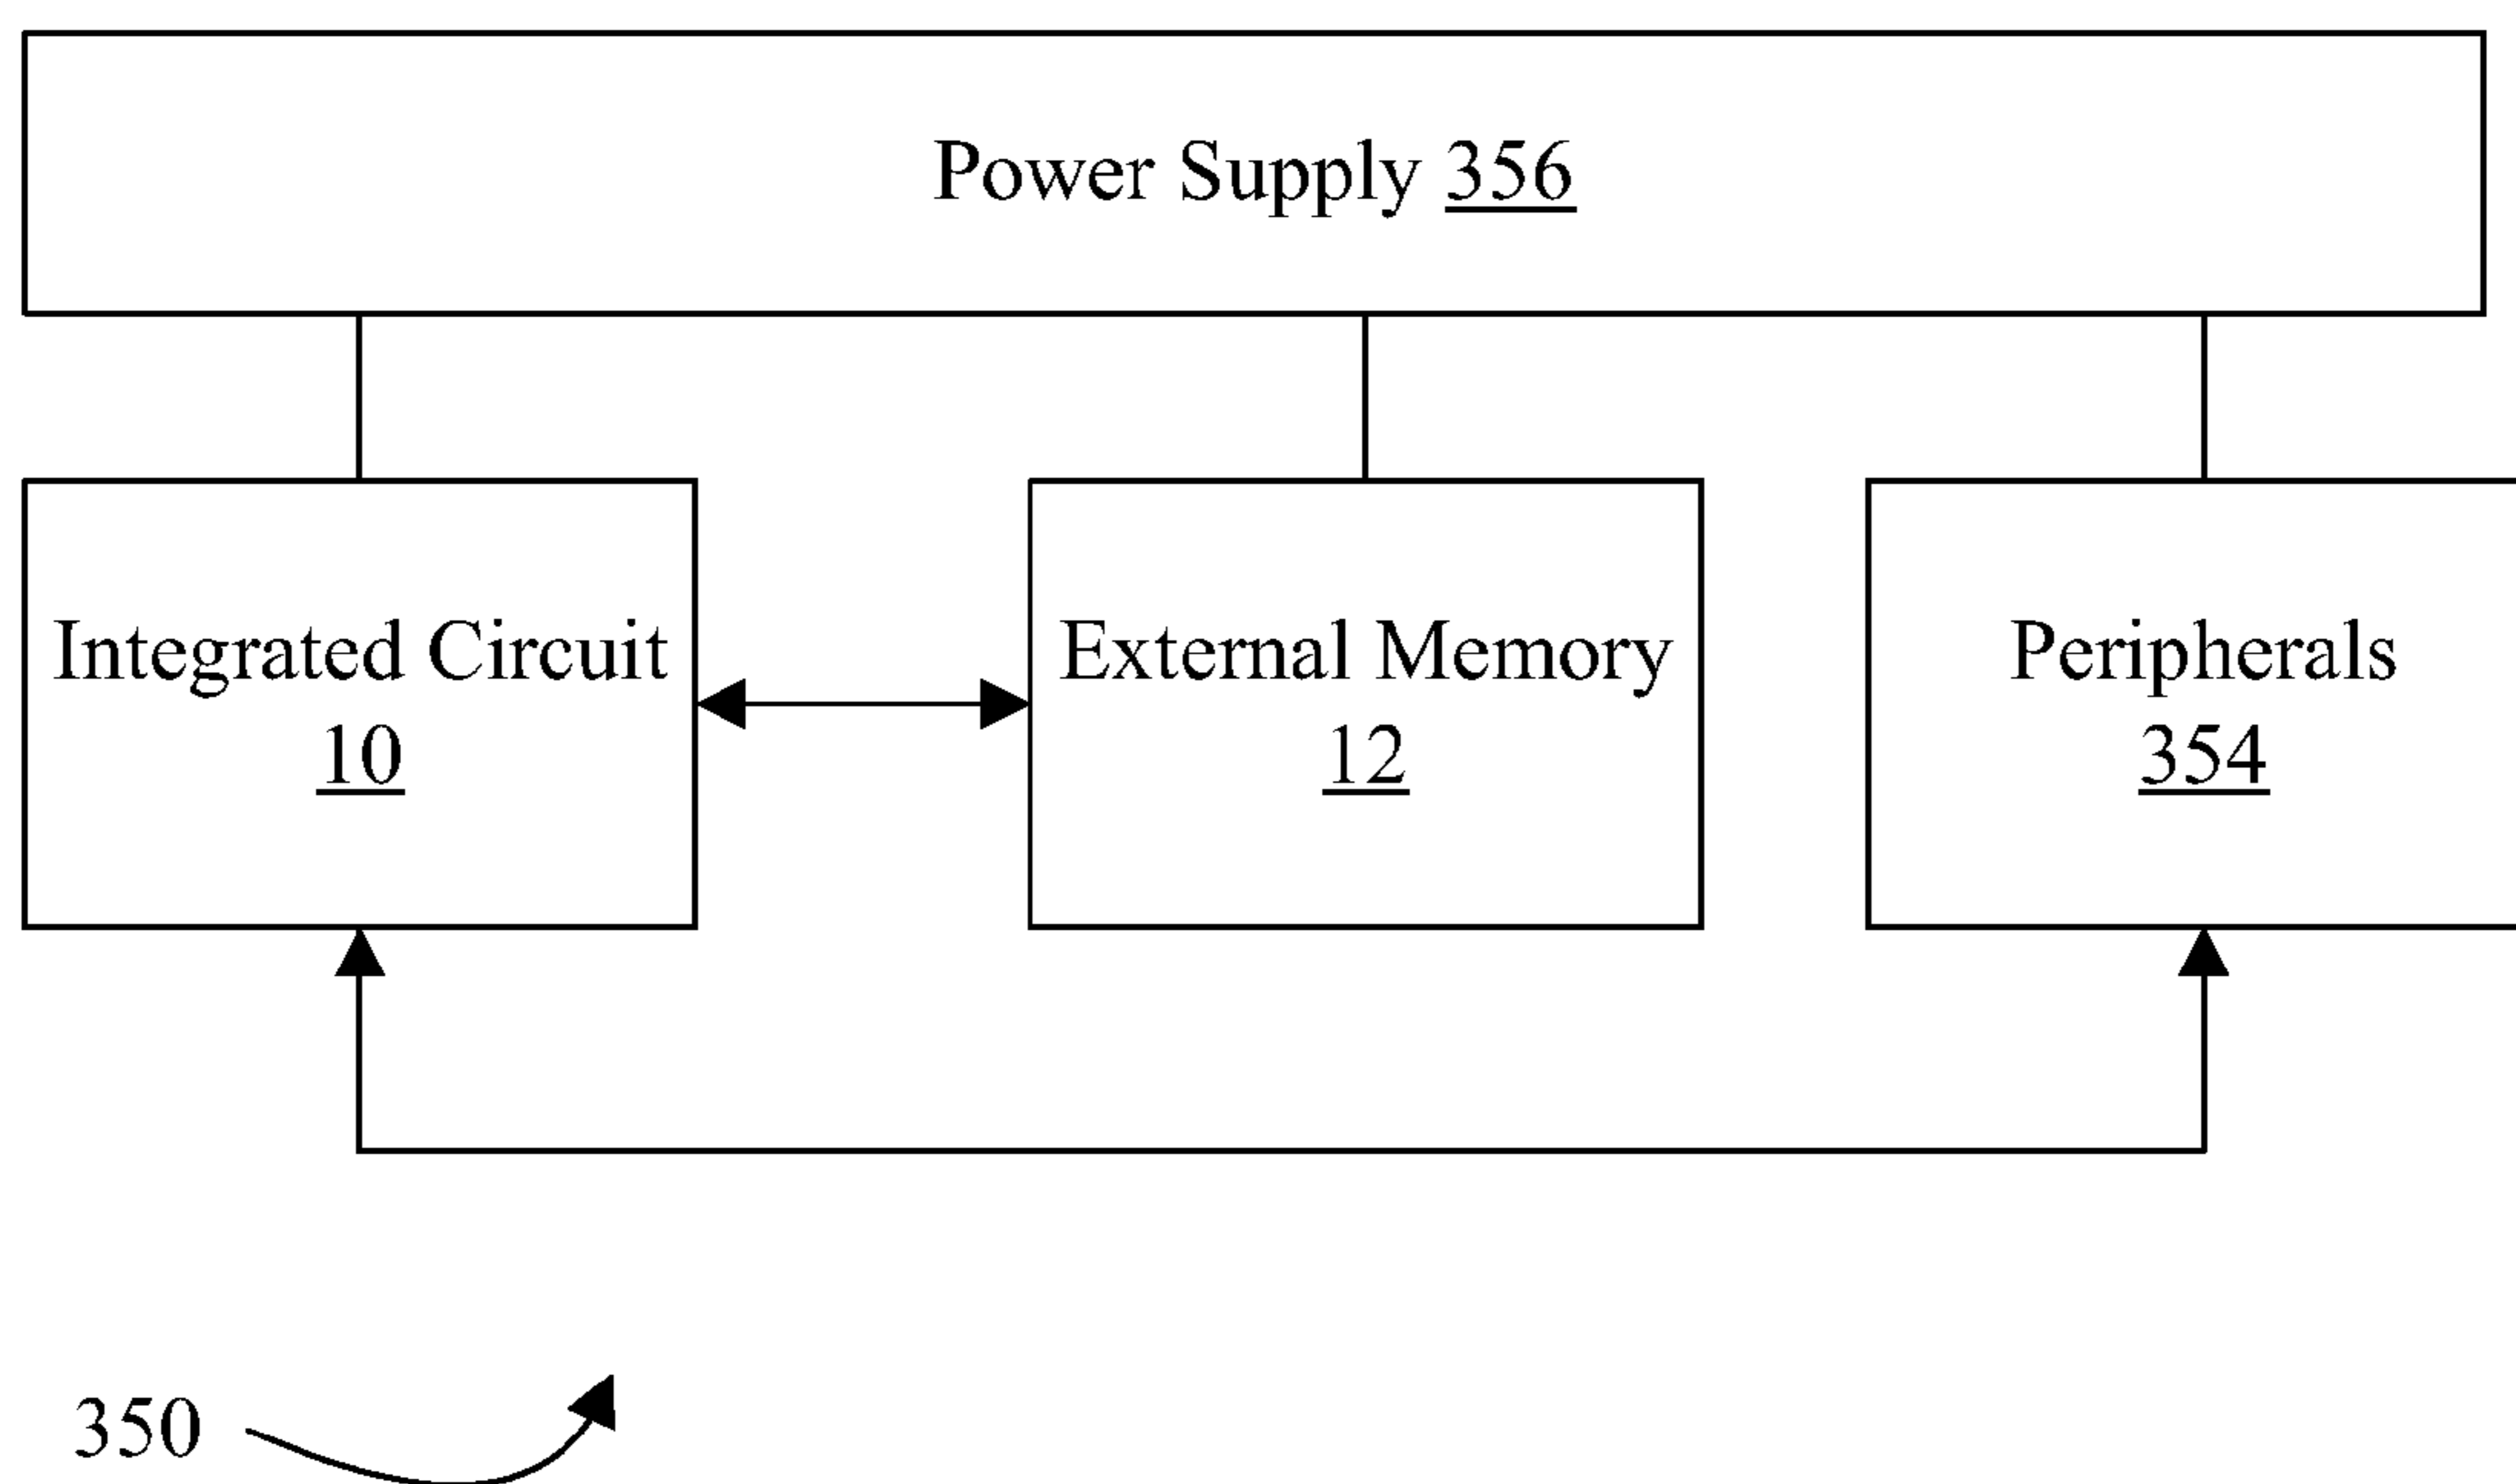 Power Supply 356
Integrated Circuit
10
External Memory
12
Peripherals
354
350